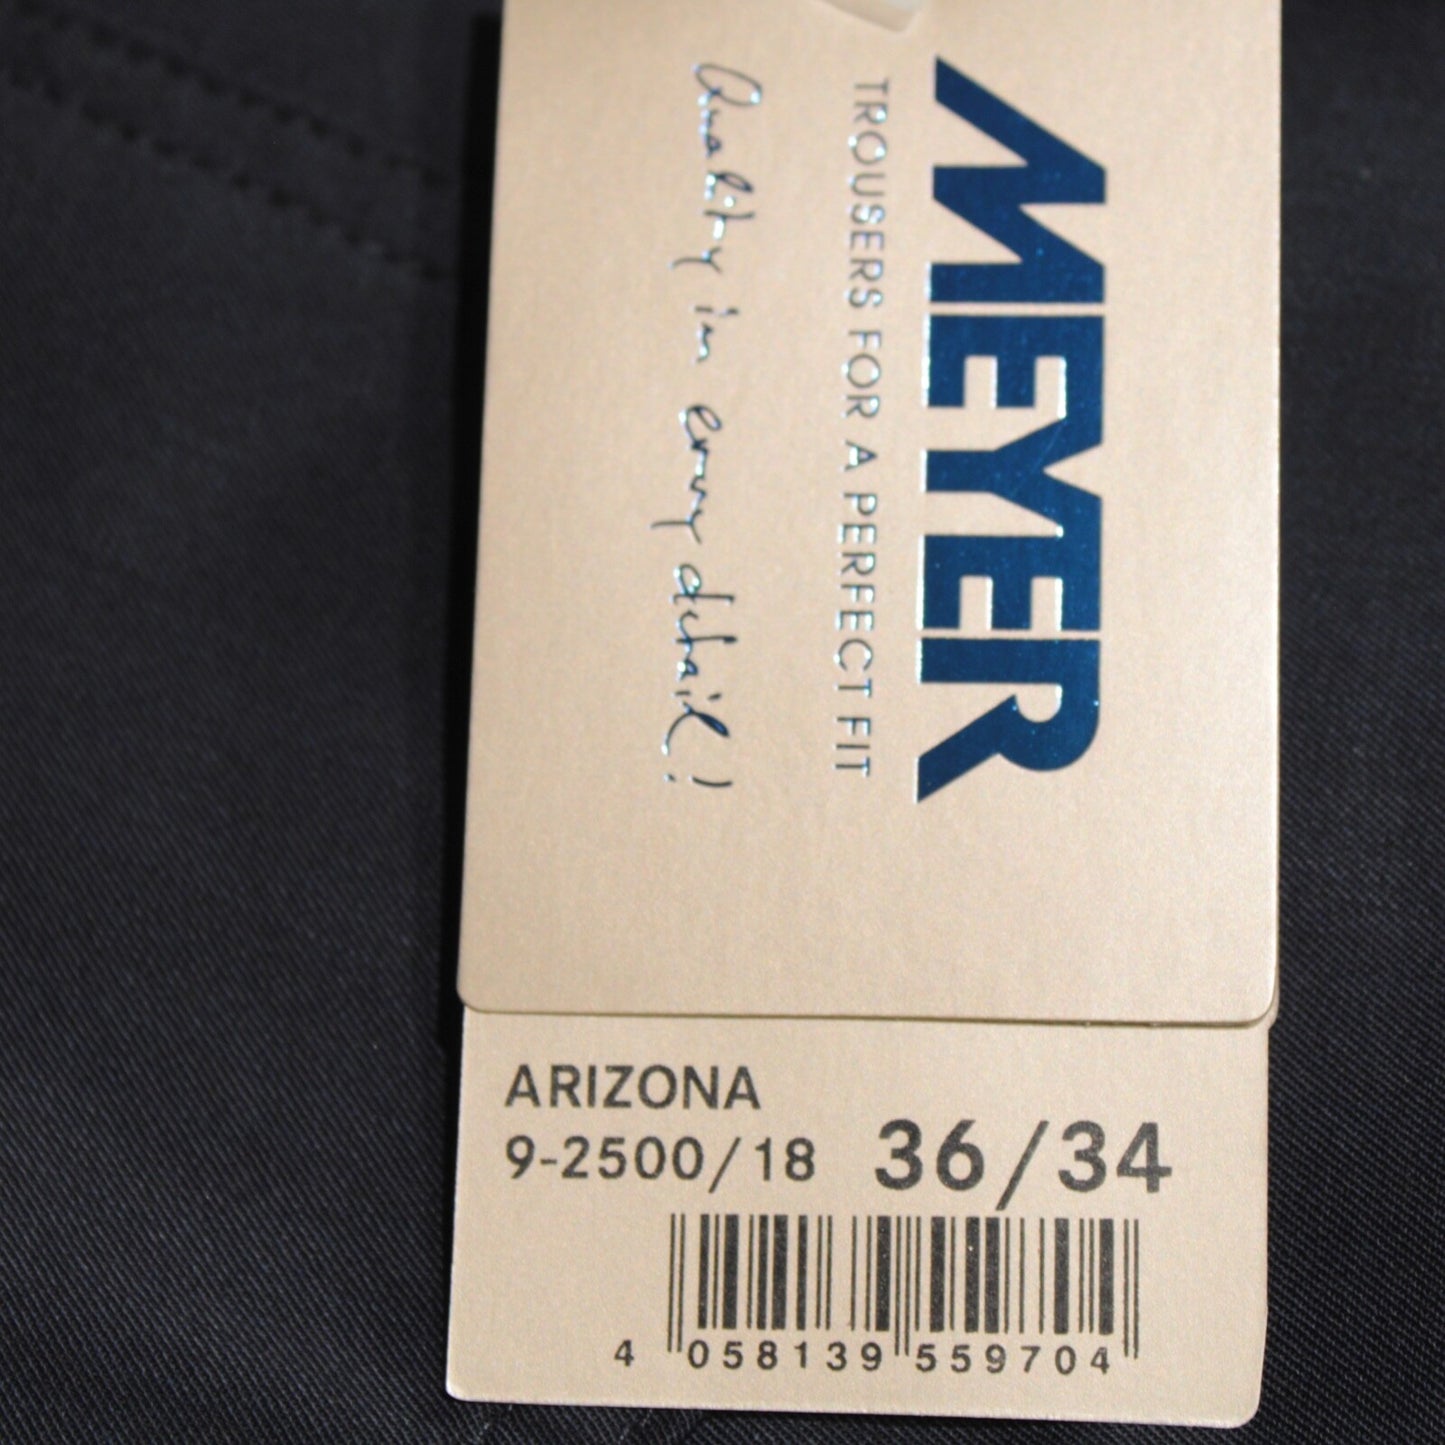 MEYER
TROUSERS FOR A PERFECT FIT
Quality in every detail!
ARIZONA
9-2500/18 36/34
4 058139 559704